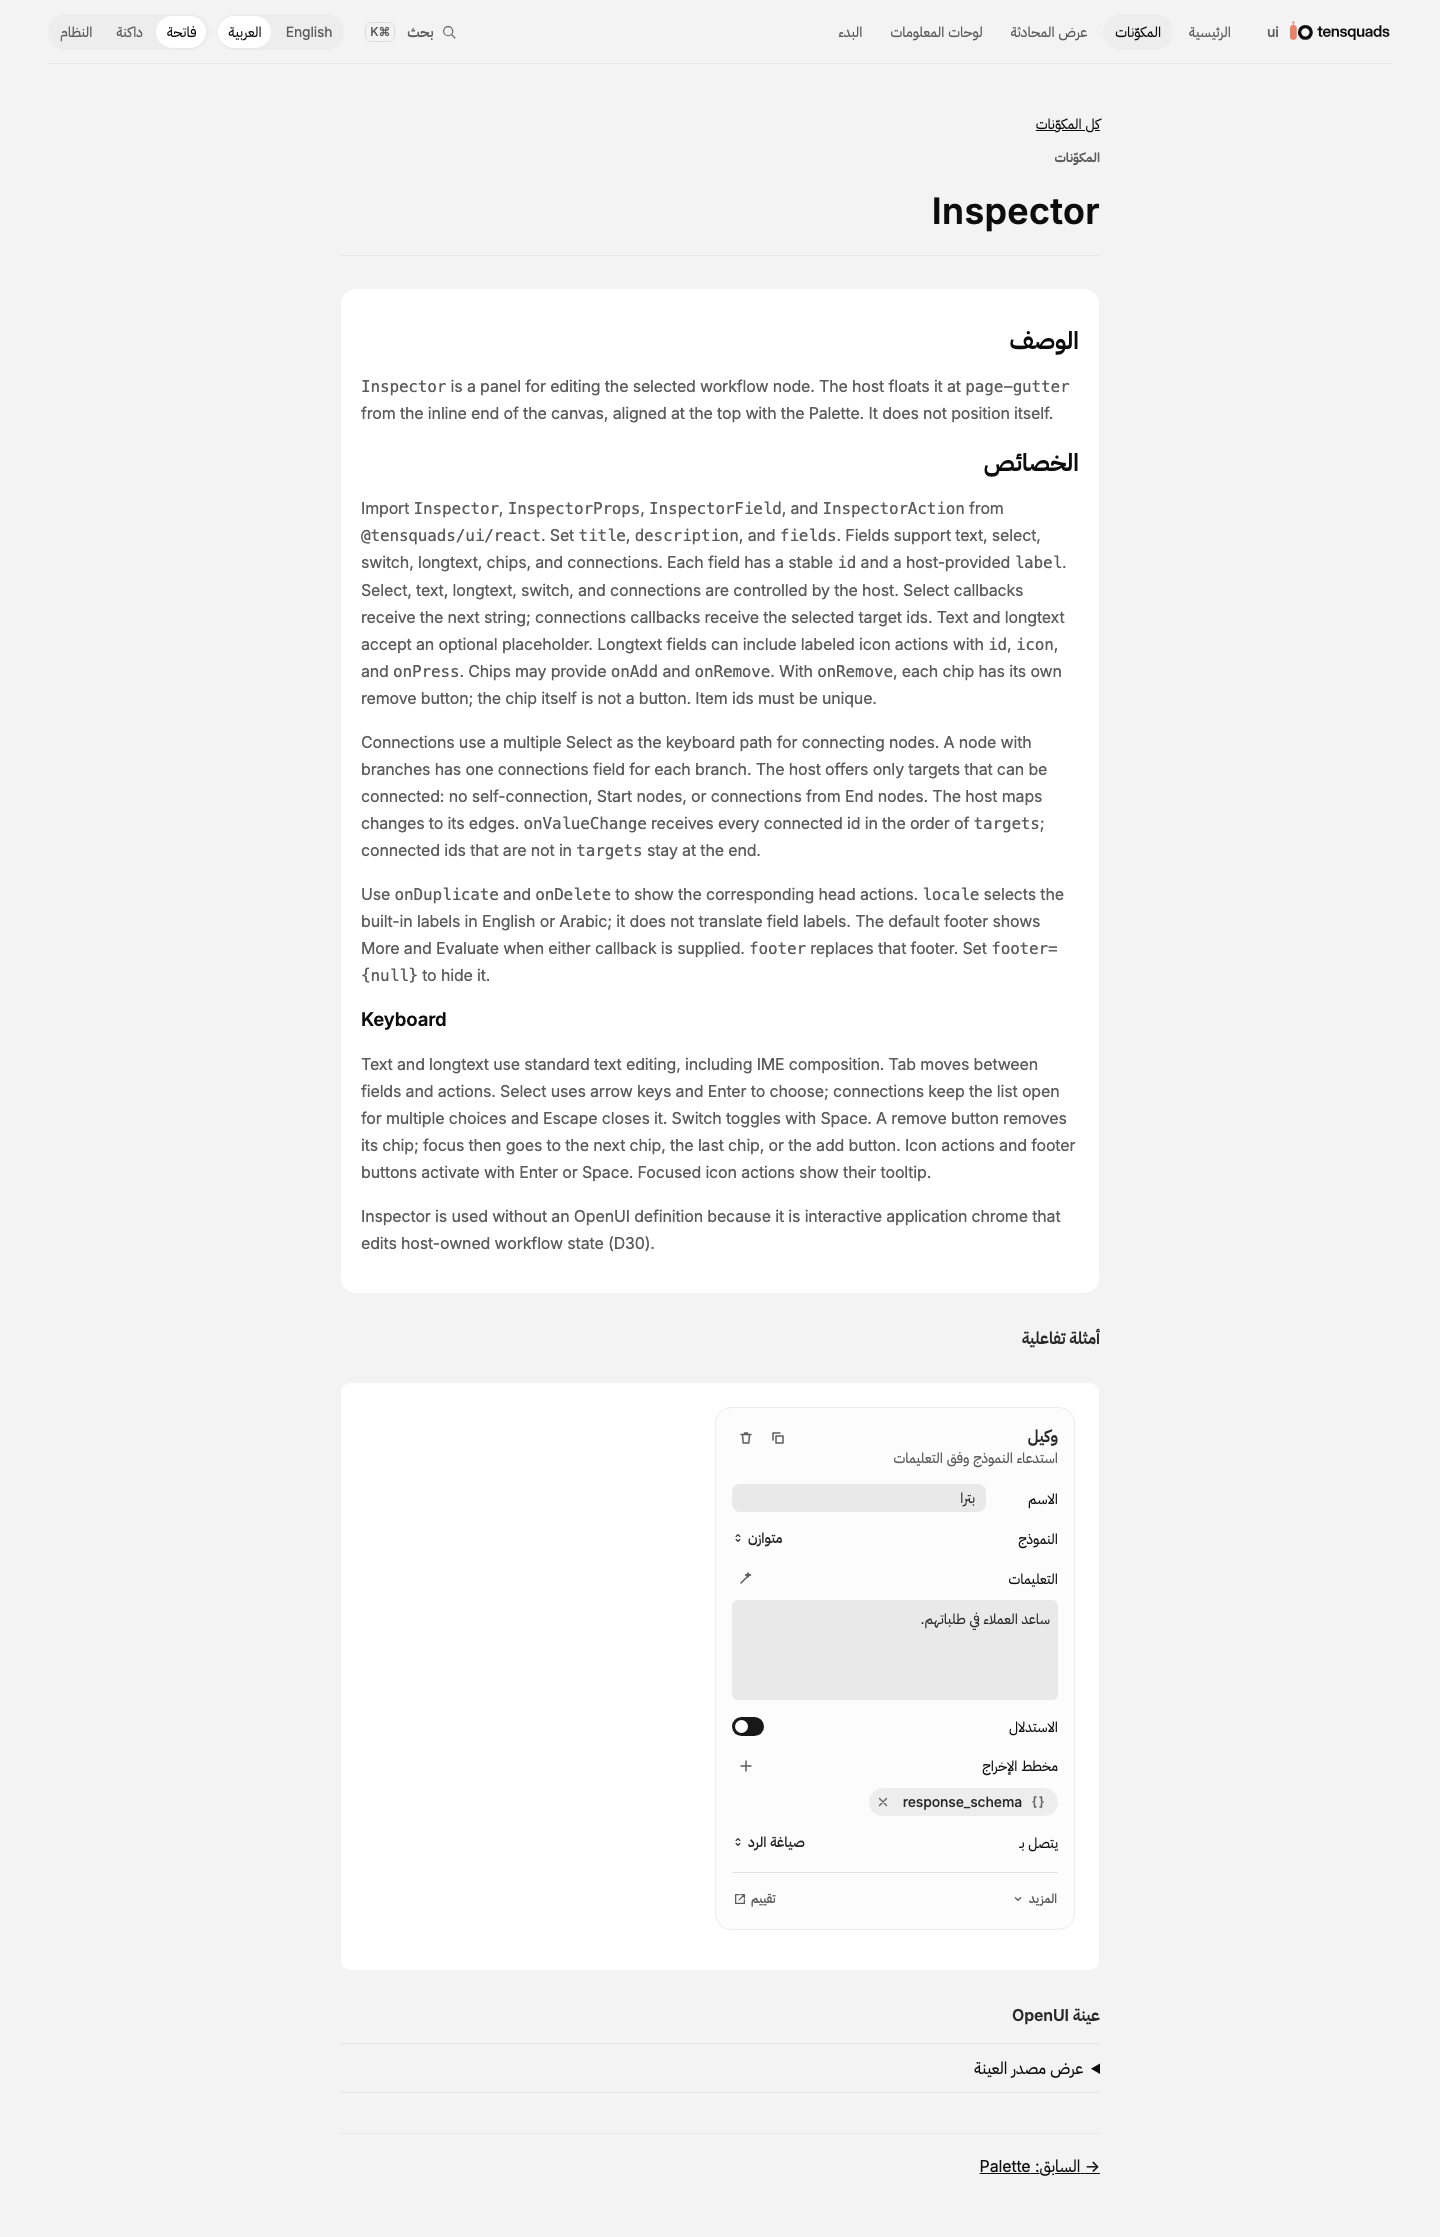 tensquads ui
الرئيسية
المكوّنات
عرض المحادثة
لوحات المعلومات
البدء
بحث ⌘K
English
العربية
فاتحة
داكنة
النظام
كل المكوّنات
المكوّنات
Inspector
الوصف
Inspector is a panel for editing the selected workflow node. The host floats it at page-gutter
from the inline end of the canvas, aligned at the top with the Palette. It does not position itself.
الخصائص
Import Inspector, InspectorProps, InspectorField, and InspectorAction from
@tensquads/ui/react. Set title, description, and fields. Fields support text, select,
switch, longtext, chips, and connections. Each field has a stable id and a host-provided label.
Select, text, longtext, switch, and connections are controlled by the host. Select callbacks
receive the next string; connections callbacks receive the selected target ids. Text and longtext
accept an optional placeholder. Longtext fields can include labeled icon actions with id, icon,
and onPress. Chips may provide onAdd and onRemove. With onRemove, each chip has its own
remove button; the chip itself is not a button. Item ids must be unique.
Connections use a multiple Select as the keyboard path for connecting nodes. A node with
branches has one connections field for each branch. The host offers only targets that can be
connected: no self-connection, Start nodes, or connections from End nodes. The host maps
changes to its edges. onValueChange receives every connected id in the order of targets;
connected ids that are not in targets stay at the end.
Use onDuplicate and onDelete to show the corresponding head actions. locale selects the
built-in labels in English or Arabic; it does not translate field labels. The default footer shows
More and Evaluate when either callback is supplied. footer replaces that footer. Set footer=
{null} to hide it.
Keyboard
Text and longtext use standard text editing, including IME composition. Tab moves between
fields and actions. Select uses arrow keys and Enter to choose; connections keep the list open
for multiple choices and Escape closes it. Switch toggles with Space. A remove button removes
its chip; focus then goes to the next chip, the last chip, or the add button. Icon actions and footer
buttons activate with Enter or Space. Focused icon actions show their tooltip.
Inspector is used without an OpenUI definition because it is interactive application chrome that
edits host-owned workflow state (D30).
أمثلة تفاعلية
وكيل
استدعاء النموذج وفق التعليمات
الاسم
بترا
النموذج
متوازن
التعليمات
ساعد العملاء في طلباتهم.
الاستدلال
مخطط الإخراج
{} response_schema
يتصل بـ
صياغة الرد
المزيد
تقييم
عينة OpenUI
عرض مصدر العينة
→ السابق: Palette